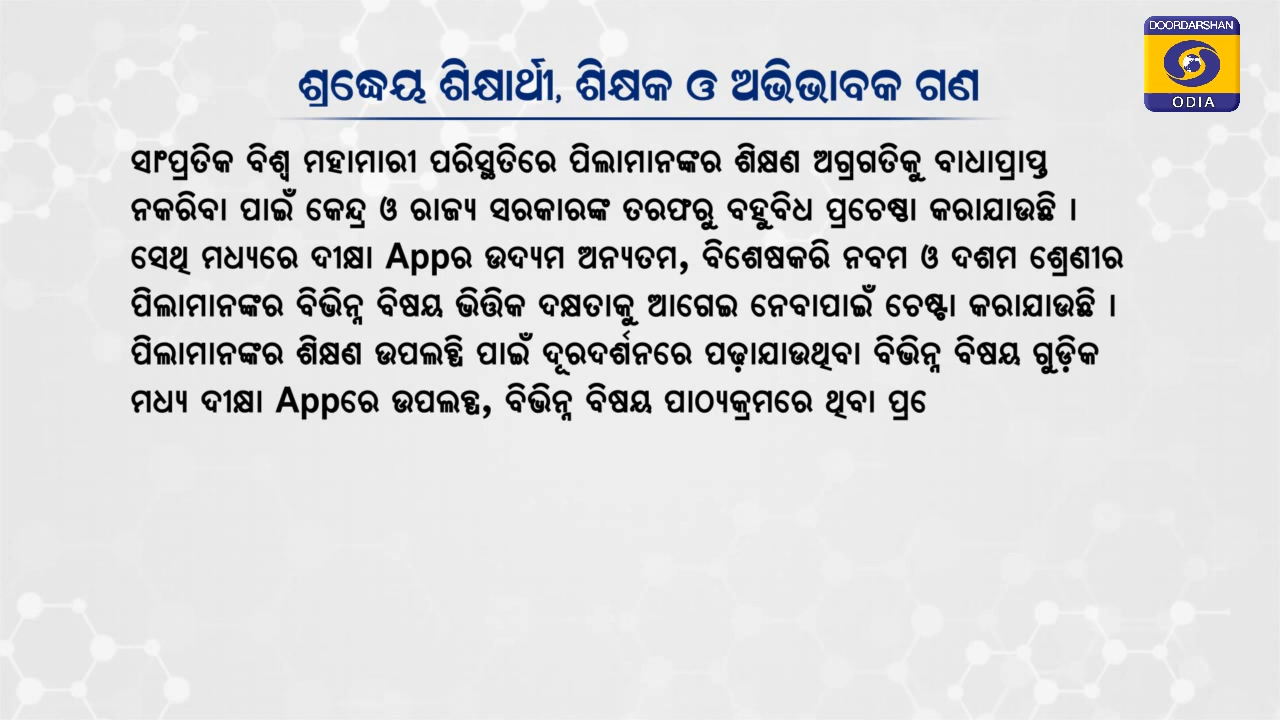 DOORDARSHAN
ODIA
ଶ୍ରଦ୍ଧେୟ ଶିକ୍ଷାର୍ଥୀ, ଶିକ୍ଷକ ଓ ଅଭିଭାବକ ଗଣ
ସାଂପ୍ରତିକ ବିଶ୍ୱ ମହାମାରୀ ପରିସ୍ଥିତିରେ ପିଲାମାନଙ୍କର ଶିକ୍ଷଣ ଅଗ୍ରଗତିକୁ ବାଧାପ୍ରାପ୍ତ
ନକରିବା ପାଇଁ କେନ୍ଦ୍ର ଓ ରାଜ୍ୟ ସରକାରଙ୍କ ତରଫରୁ ବହୁବିଧ ପ୍ରଚେଷ୍ଠା କରାଯାଉଛି ।
ସେଥି ମଧ୍ୟରେ ଦୀକ୍ଷା Appର ଉଦ୍ୟମ ଅନ୍ୟତମ, ବିଶେଷକରି ନବମ ଓ ଦଶମ ଶ୍ରେଣୀର
ପିଲାମାନଙ୍କର ବିଭିନ୍ନ ବିଷୟ ଭିତ୍ତିକ ଦକ୍ଷତାକୁ ଆଗେଇ ନେବାପାଇଁ ଚେଷ୍ଟା କରାଯାଉଛି ।
ପିଲାମାନଙ୍କର ଶିକ୍ଷଣ ଉପଲବ୍ଧି ପାଇଁ ଦୂରଦର୍ଶନରେ ପଢ଼ାଯାଉଥିବା ବିଭିନ୍ନ ବିଷୟ ଗୁଡ଼ିକ
ମଧ୍ୟ ଦୀକ୍ଷା Appରେ ଉପଲବ୍ଧ, ବିଭିନ୍ନ ବିଷୟ ପାଠ୍ୟକ୍ରମରେ ଥିବା ପ୍ରେ